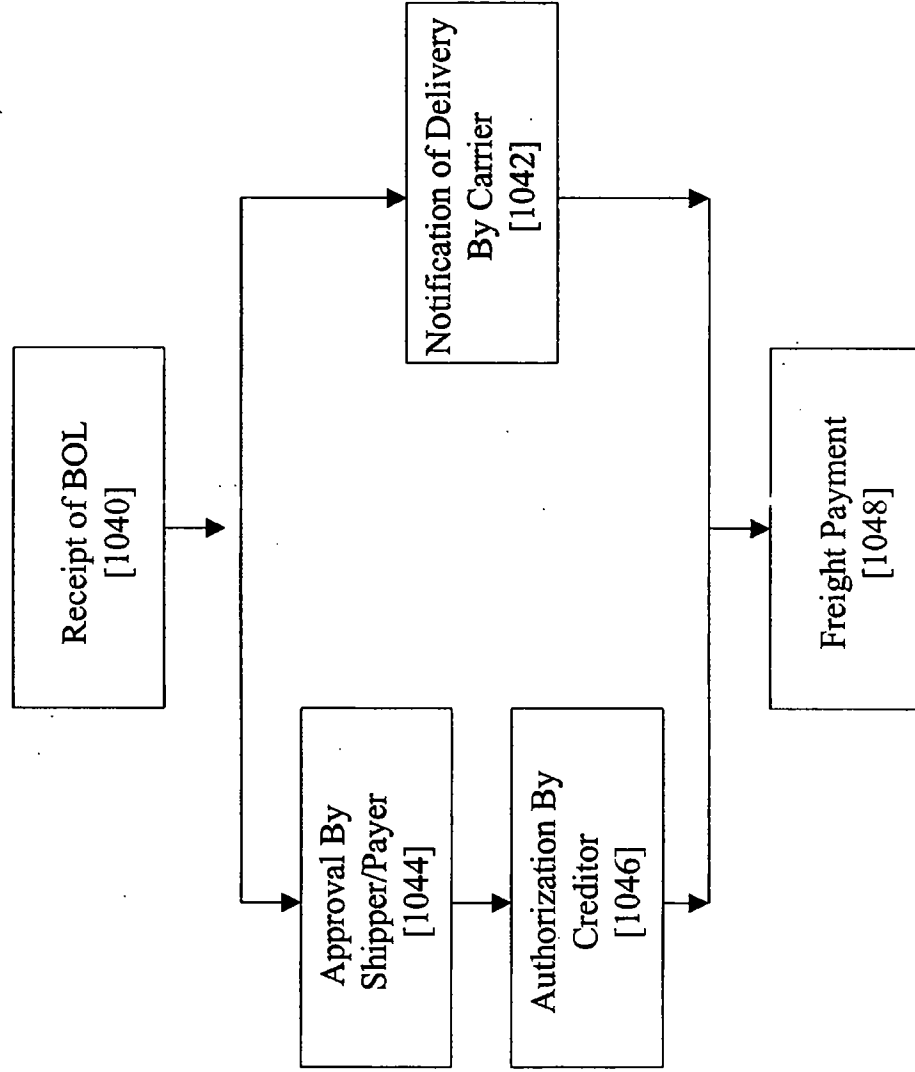 Receipt of BOL
[1040]
Approval By
Shipper/Payer
[1044]
Authorization By
Creditor
[1046]
Notification of Delivery
By Carrier
[1042]
Freight Payment
[1048]